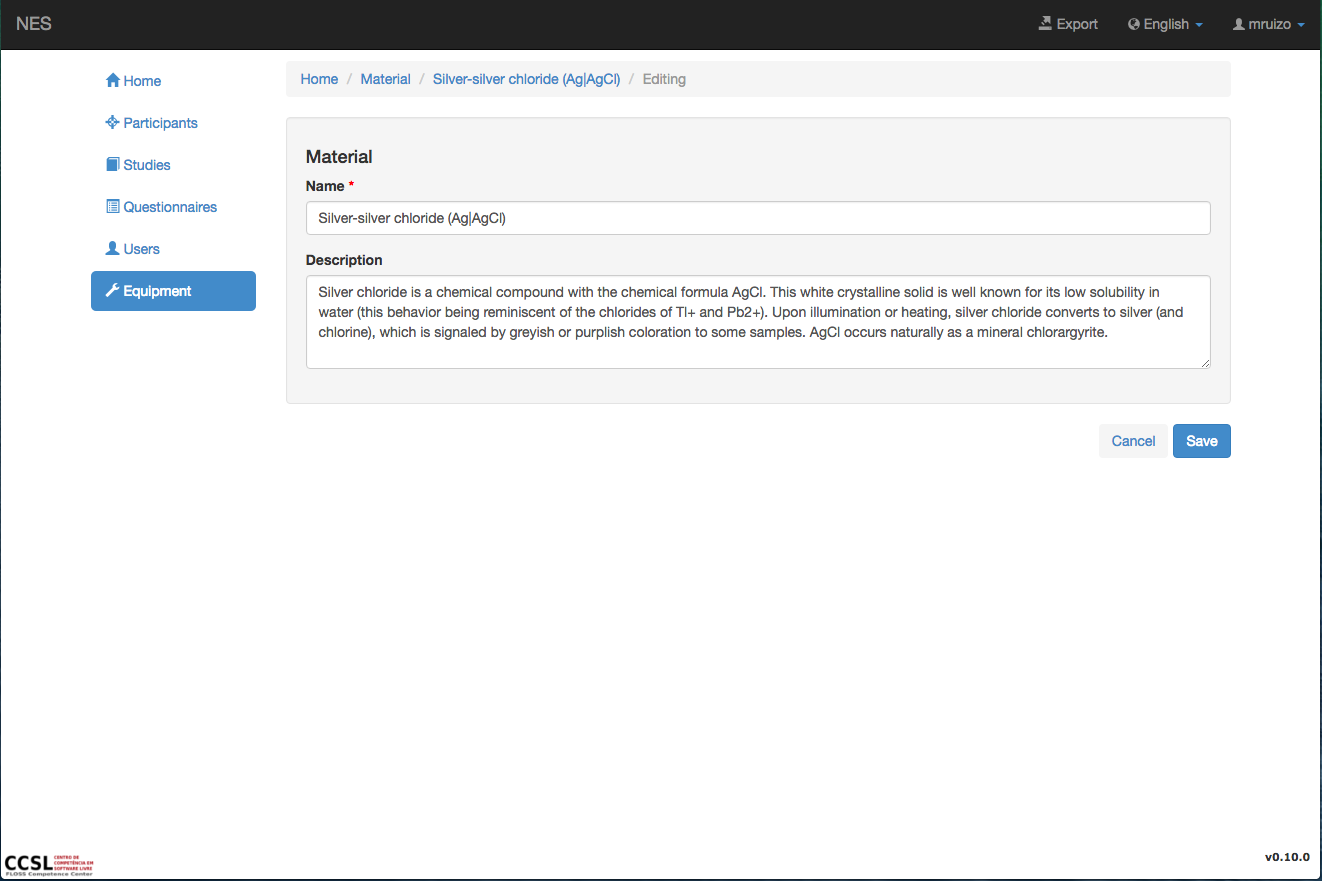 NES
Export
English
mruizo
Home
Participants
Studies
Questionnaires
Users
Equipment
Home / Material / Silver-silver chloride (Ag|AgCl) / Editing
Material
Name *
Silver-silver chloride (Ag|AgCl)
Description
Silver chloride is a chemical compound with the chemical formula AgCl. This white crystalline solid is well known for its low solubility in
water (this behavior being reminiscent of the chlorides of Tl+ and Pb2+). Upon illumination or heating, silver chloride converts to silver (and
chlorine), which is signaled by greyish or purplish coloration to some samples. AgCl occurs naturally as a mineral chlorargyrite.
Cancel
Save
CCSL
CENTRO DE
COMPETÊNCIA EM
SOFTWARE LIVRE
FLOSS Competence Center
v0.10.0